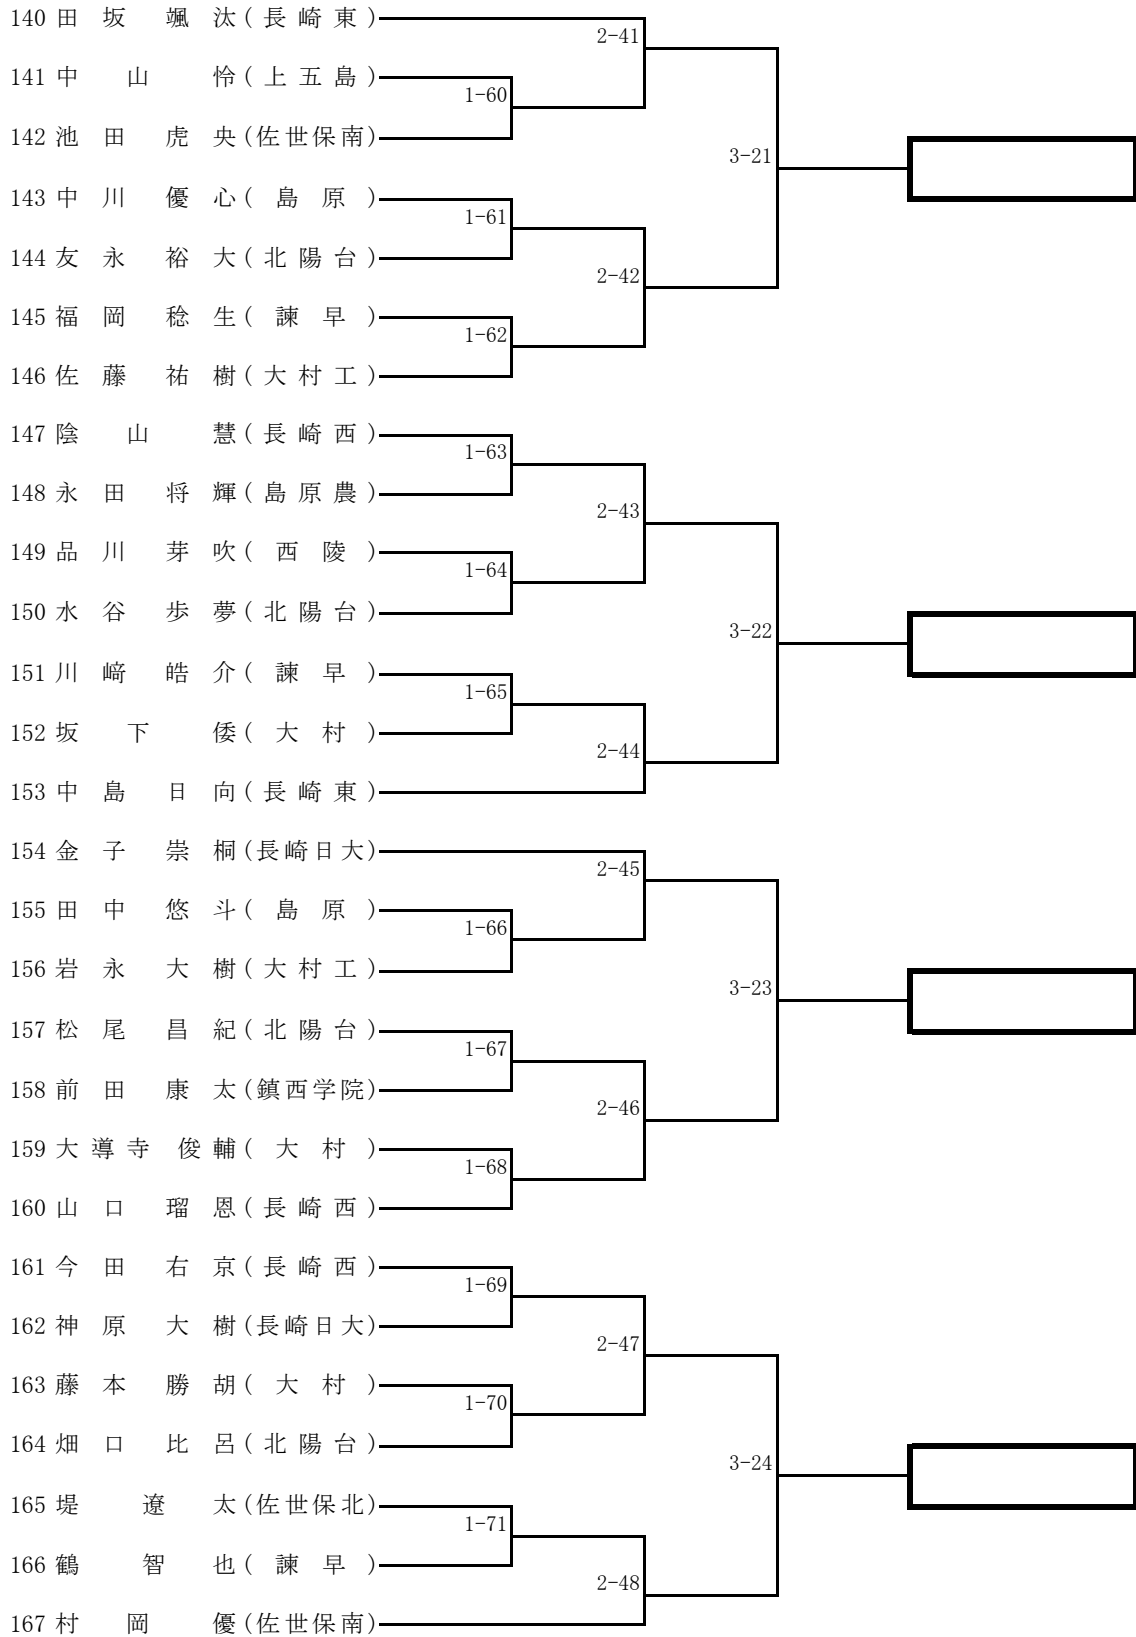 140 田坂 颯汰(長崎東)
2-41
141 中山 怜(上五島)
1-60
142 池田 虎央(佐世保南)
3-21
143 中川 優心(島原)
1-61
144 友永 裕大(北陽台)
2-42
145 福岡 稔生(諫早)
1-62
146 佐藤 祐樹(大村工)
147 陰山 慧(長崎西)
1-63
148 永田 将輝(島原農)
2-43
149 品川 芽吹(西陵)
1-64
150 水谷 歩夢(北陽台)
3-22
151 川﨑 皓介(諫早)
1-65
152 坂下 倭(大村)
2-44
153 中島 日向(長崎東)
154 金子 崇桐(長崎日大)
2-45
155 田中 悠斗(島原)
1-66
156 岩永 大樹(大村工)
3-23
157 松尾 昌紀(北陽台)
1-67
158 前田 康太(鎮西学院)
2-46
159 大導寺 俊輔(大村)
1-68
160 山口 瑠恩(長崎西)
161 今田 右京(長崎西)
1-69
162 神原 大樹(長崎日大)
2-47
163 藤本 勝胡(大村)
1-70
164 畑口 比呂(北陽台)
3-24
165 堤 遼太(佐世保北)
1-71
166 鶴 智也(諫早)
2-48
167 村岡 優(佐世保南)